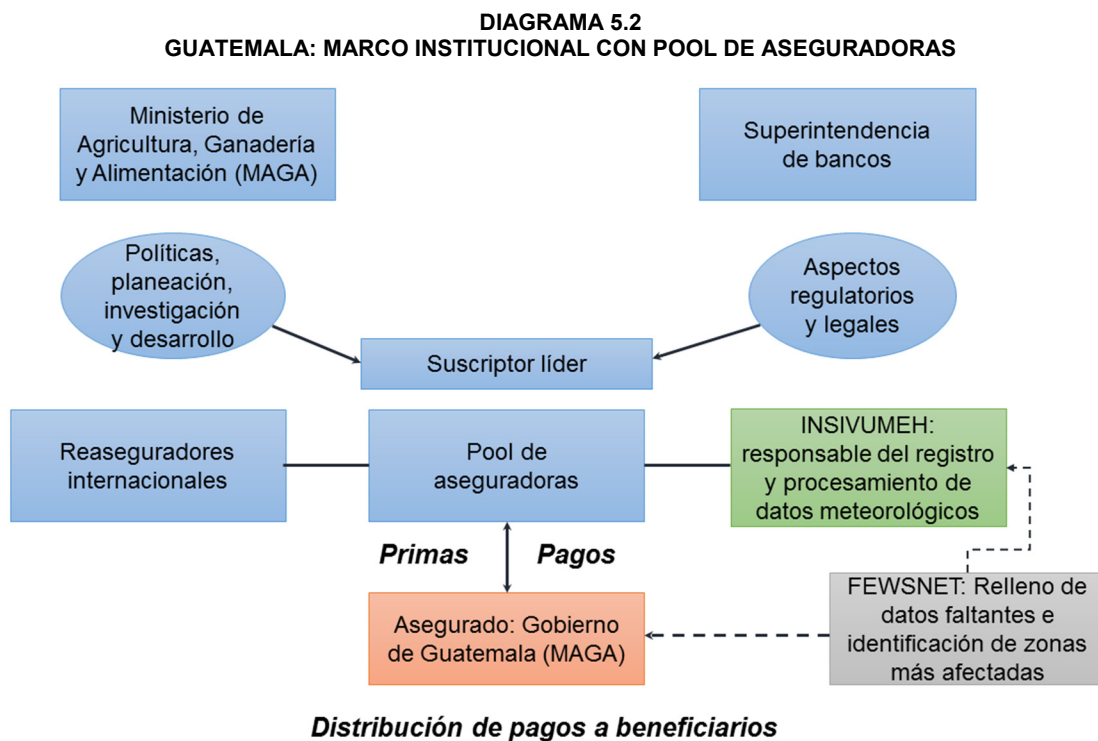 DIAGRAMA 5.2
GUATEMALA: MARCO INSTITUCIONAL CON POOL DE ASEGURADORAS
Ministerio de
Agricultura, Ganadería
y Alimentación (MAGA)
Superintendencia
de bancos
Políticas,
planeación,
investigación
y desarrollo
Aspectos
regulatorios
y legales
Suscriptor líder
Reaseguradores
internacionales
Pool de
aseguradoras
INSIVUMEH:
responsable del registro
y procesamiento de
datos meteorológicos
Primas
Pagos
Asegurado: Gobierno
de Guatemala (MAGA)
FEWSNET: Relleno de
datos faltantes e
identificación de zonas
más afectadas
Distribución de pagos a beneficiarios